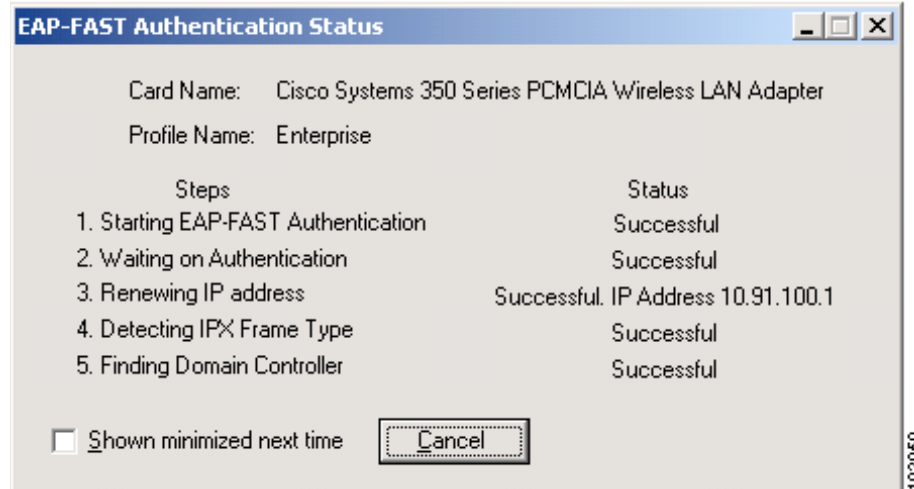 EAP-FAST Authentication Status
Card Name: Cisco Systems 350 Series PCMCIA Wireless LAN Adapter
Profile Name: Enterprise
Steps Status
1. Starting EAP-FAST Authentication Successful
2. Waiting on Authentication Successful
3. Renewing IP address Successful. IP Address 10.91.100.1
4. Detecting IPX Frame Type Successful
5. Finding Domain Controller Successful
Shown minimized next time Cancel